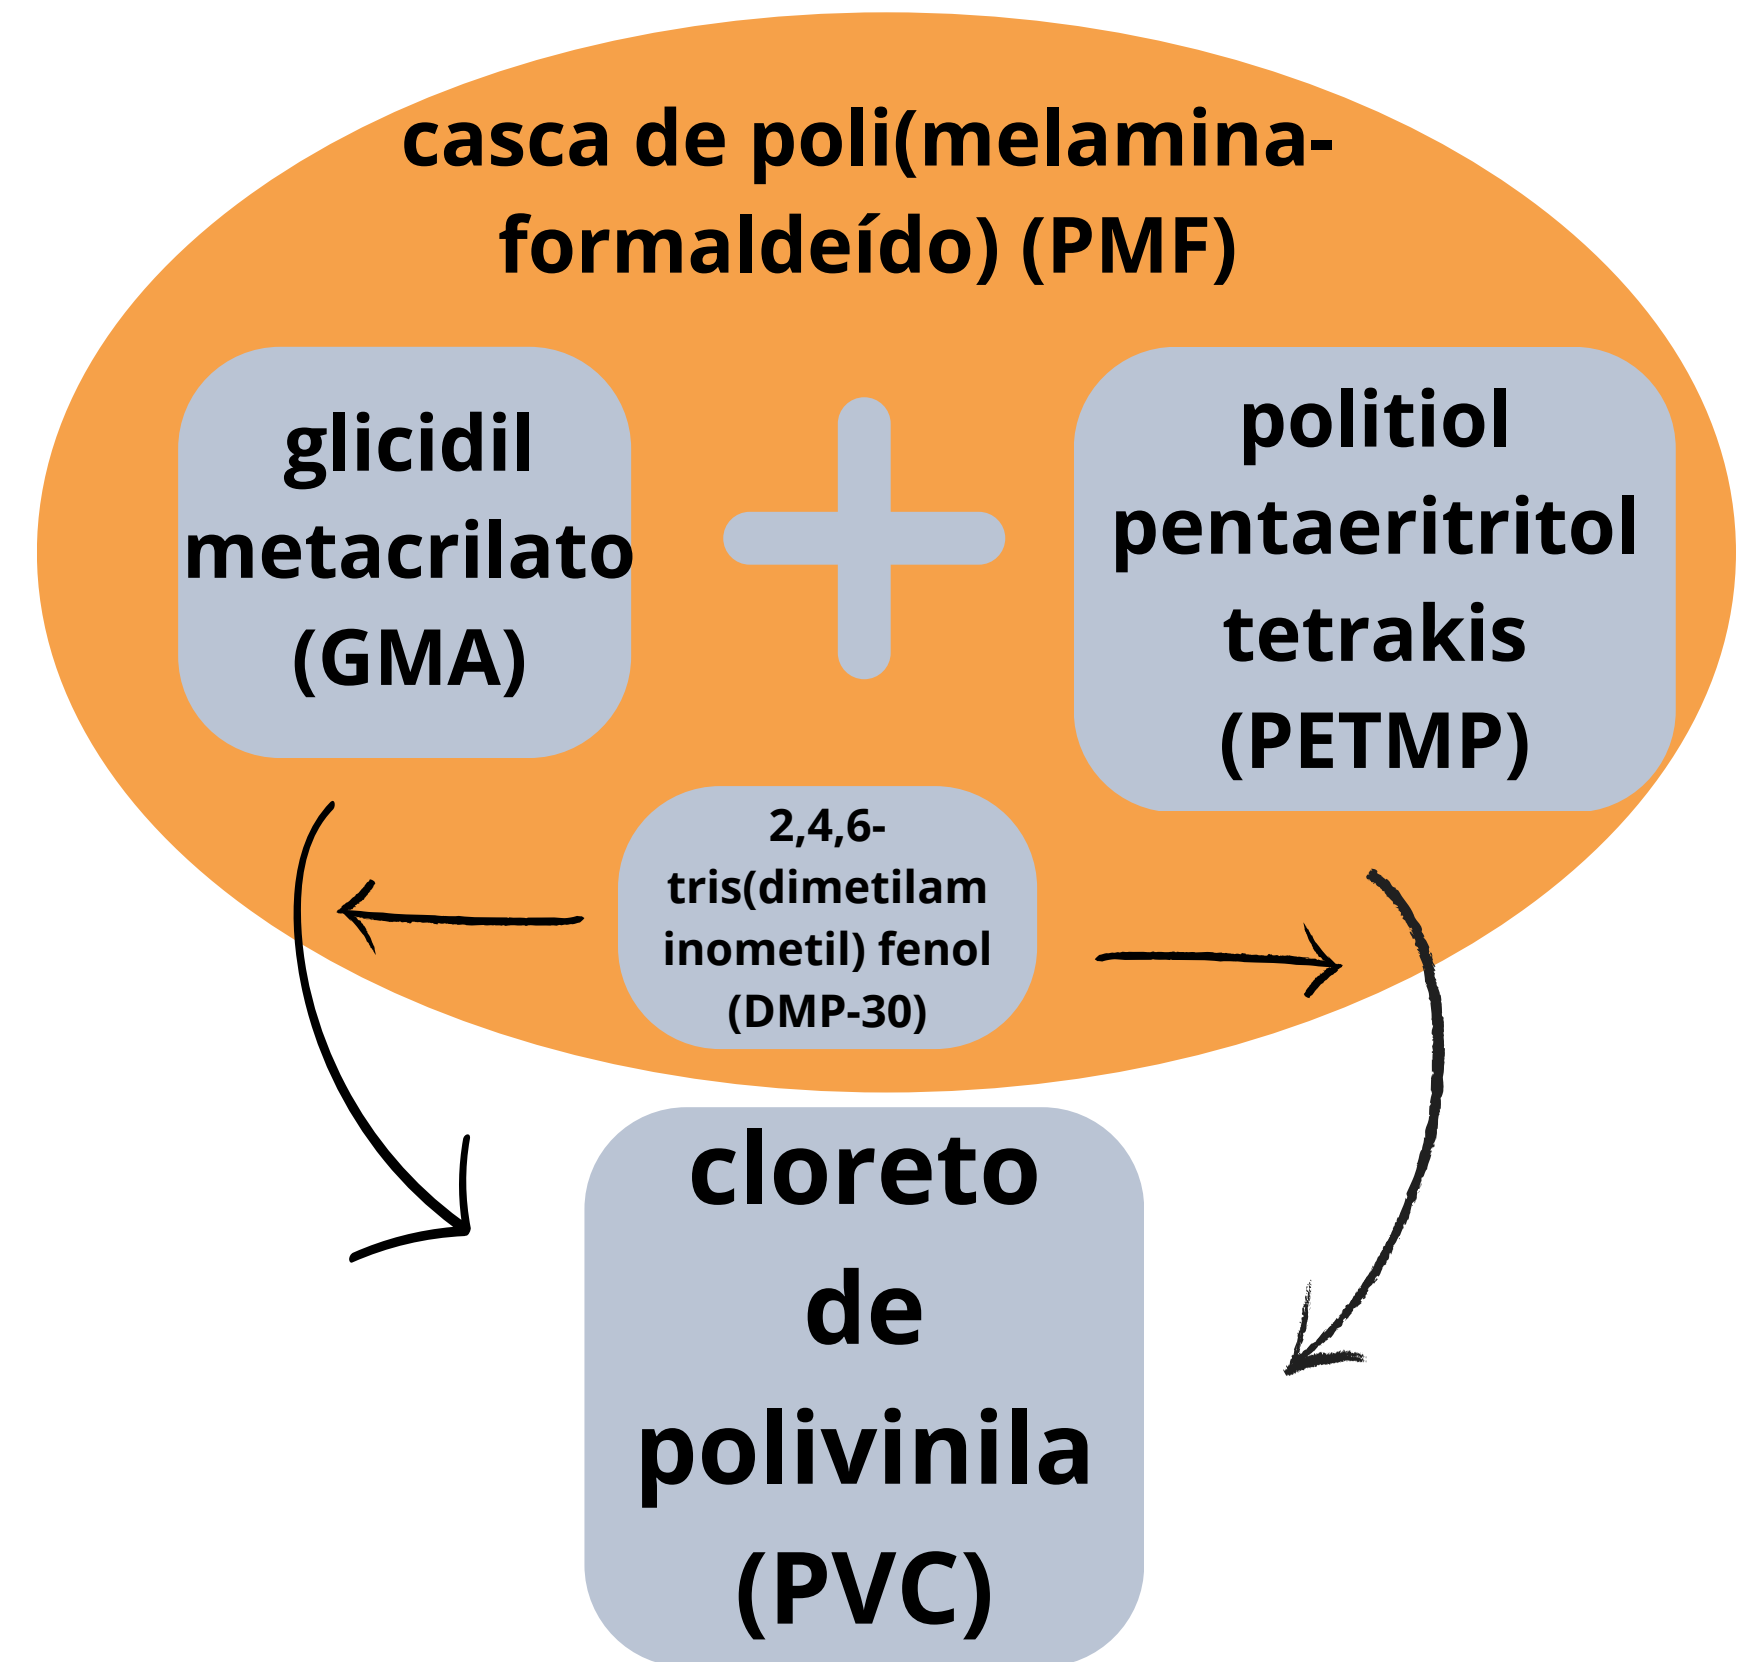 casca de poli(melamina-
formaldeído) (PMF)
glicidil
metacrilato
(GMA)
politiol
pentaeritritol
tetrakis
(PETMP)
2,4,6-
tris(dimetilam
inometil) fenol
(DMP-30)
cloreto
de
polivinila
(PVC)